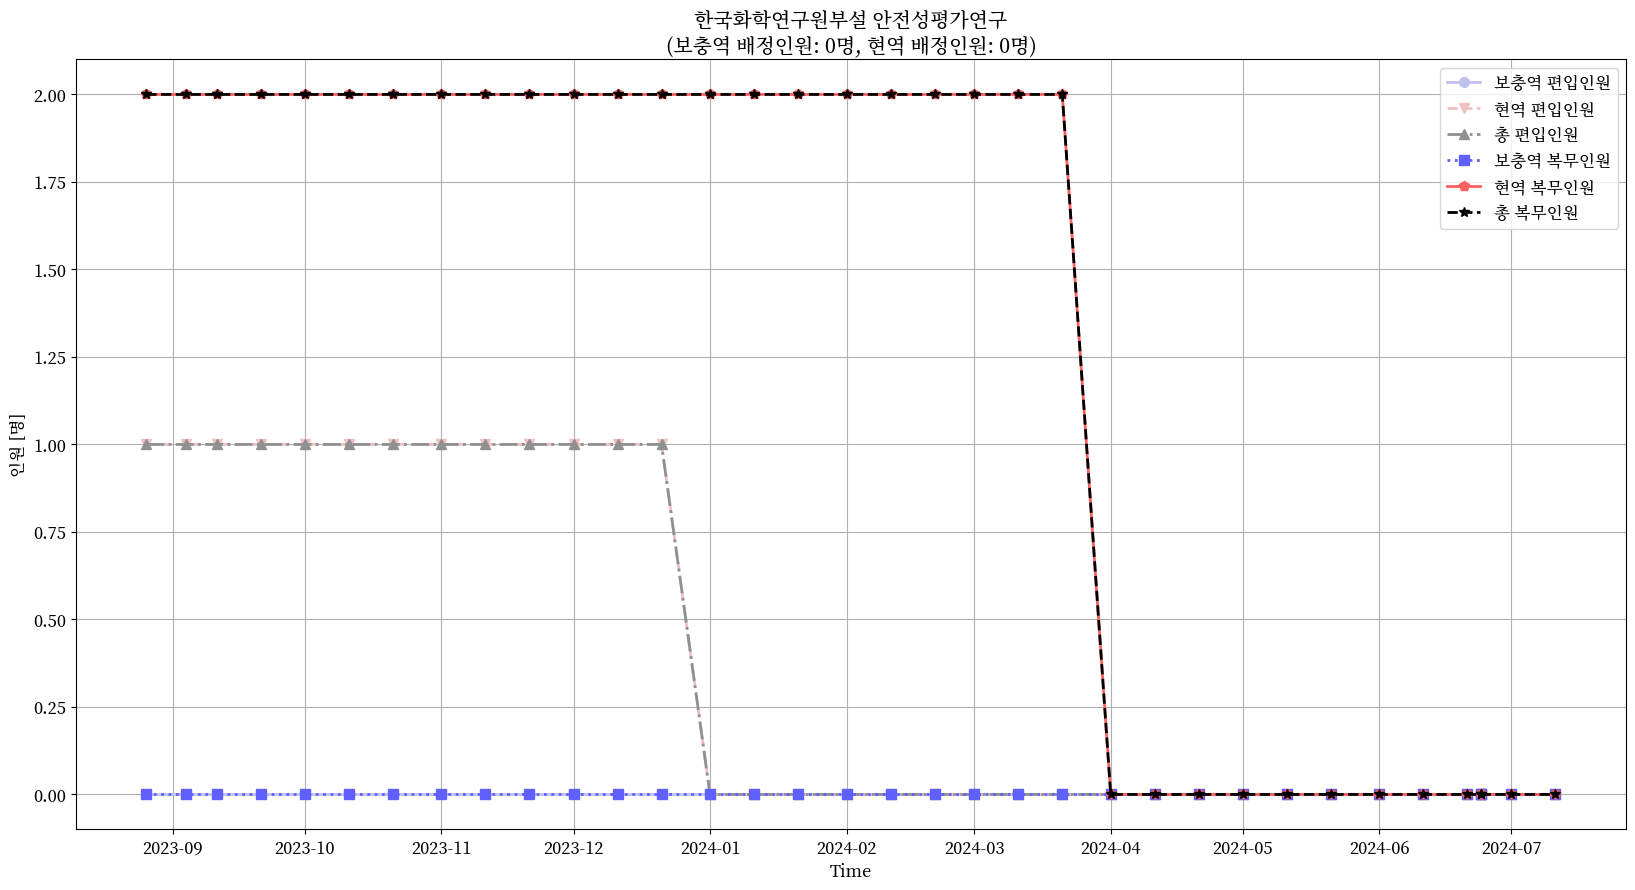 한국화학연구원부설 안전성평가연구
(보충역 배정인원: 0명, 현역 배정인원: 0명)
보충역 편입인원
현역 편입인원
총 편입인원
보충역 복무인원
현역 복무인원
총 복무인원
인원 [명]
2.00
1.75
1.50
1.25
1.00
0.75
0.50
0.25
0.00
2023-09 2023-10 2023-11 2023-12 2024-01 2024-02 2024-03 2024-04 2024-05 2024-06 2024-07
Time